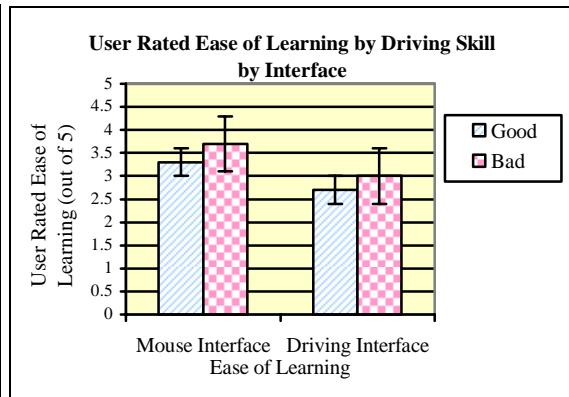 User Rated Ease of Learning by Driving Skill
by Interface
User Rated Ease of
Learning (out of 5)
5
4.5
4
3.5
3
2.5
2
1.5
1
0.5
0
Good
Bad
Mouse Interface Driving Interface
Ease of Learning